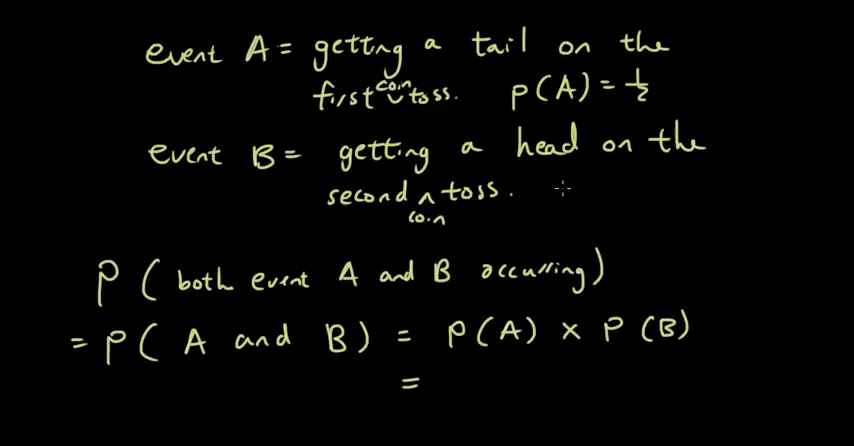 event A = getting a tail on the
first coin toss. P(A) = 1/2
event B = getting a head on the
second coin toss.
P ( both event A and B occurring )
= P( A and B ) = P(A) × P(B)
=